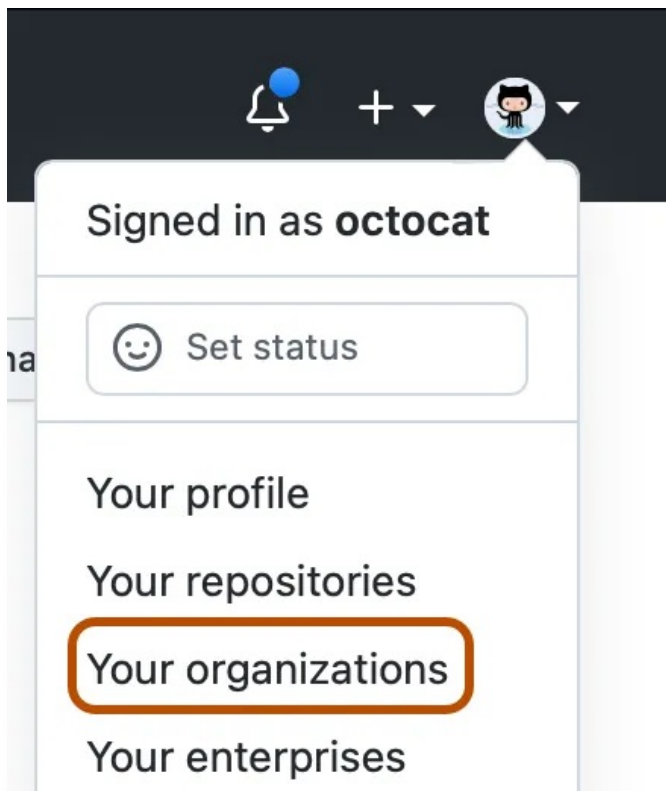 Signed in as octocat
Set status
Your profile
Your repositories
Your organizations
Your enterprises